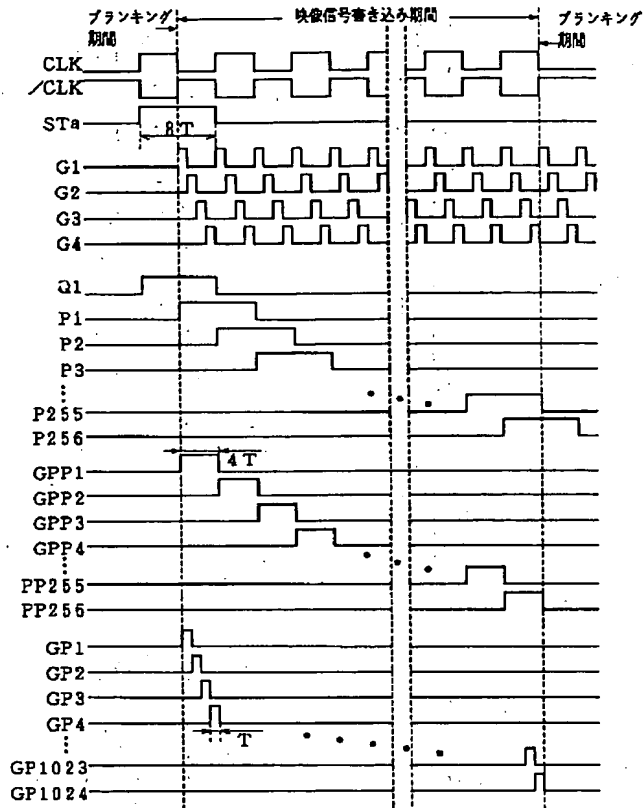 ブランキング
期間
映像信号書き込み期間
ブランキング
期間
CLK
/CLK
STa
8T
G1
G2
G3
G4
Q1
P1
P2
P3
P255
P256
4T
GPP1
GPP2
GPP3
GPP4
PP255
PP256
GP1
GP2
GP3
GP4
T
GP1023
GP1024